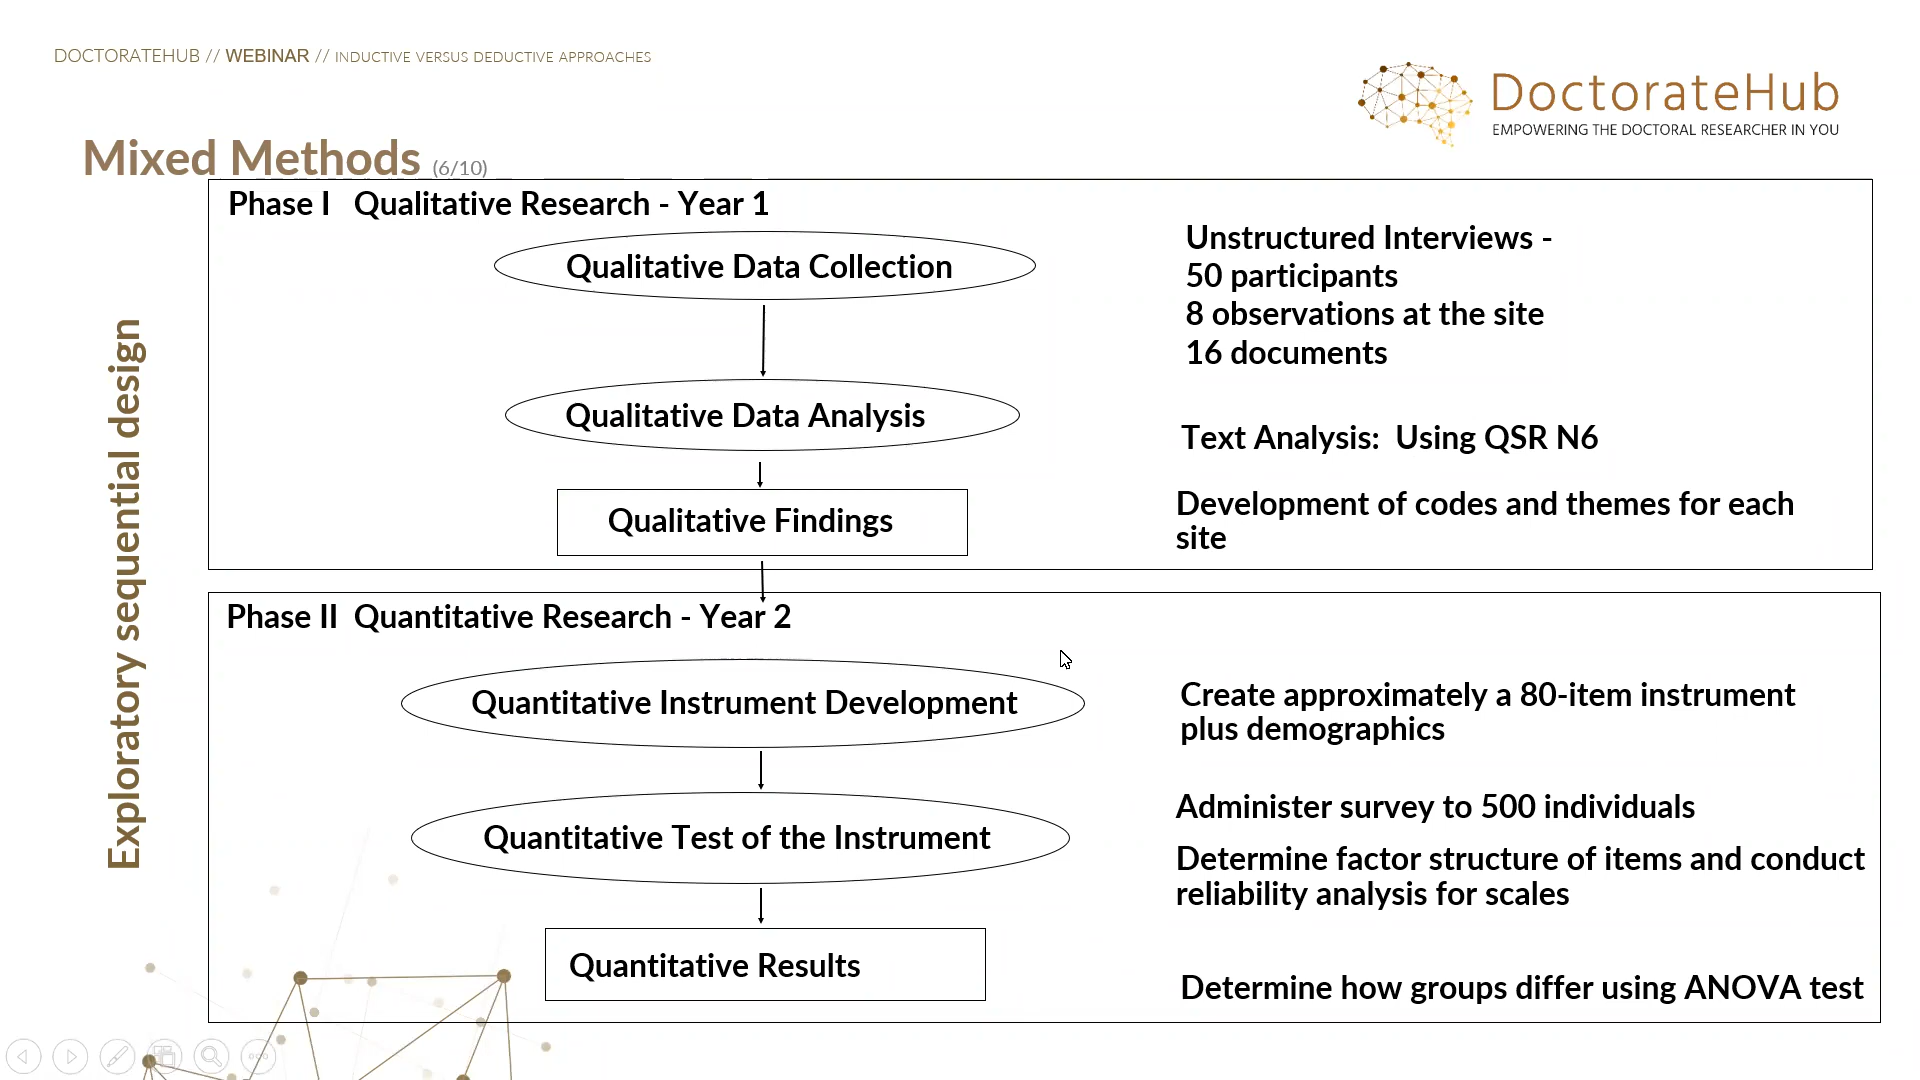 DOCTORATEHUB // WEBINAR // INDUCTIVE VERSUS DEDUCTIVE APPROACHES
DoctorateHub
EMPOWERING THE DOCTORAL RESEARCHER IN YOU
Mixed Methods (6/10)
Exploratory sequential design
Phase I Qualitative Research - Year 1
Qualitative Data Collection
Unstructured Interviews -
50 participants
8 observations at the site
16 documents
Qualitative Data Analysis
Text Analysis: Using QSR N6
Qualitative Findings
Development of codes and themes for each
site
Phase II Quantitative Research - Year 2
Quantitative Instrument Development
Create approximately a 80-item instrument
plus demographics
Quantitative Test of the Instrument
Administer survey to 500 individuals
Determine factor structure of items and conduct
reliability analysis for scales
Quantitative Results
Determine how groups differ using ANOVA test